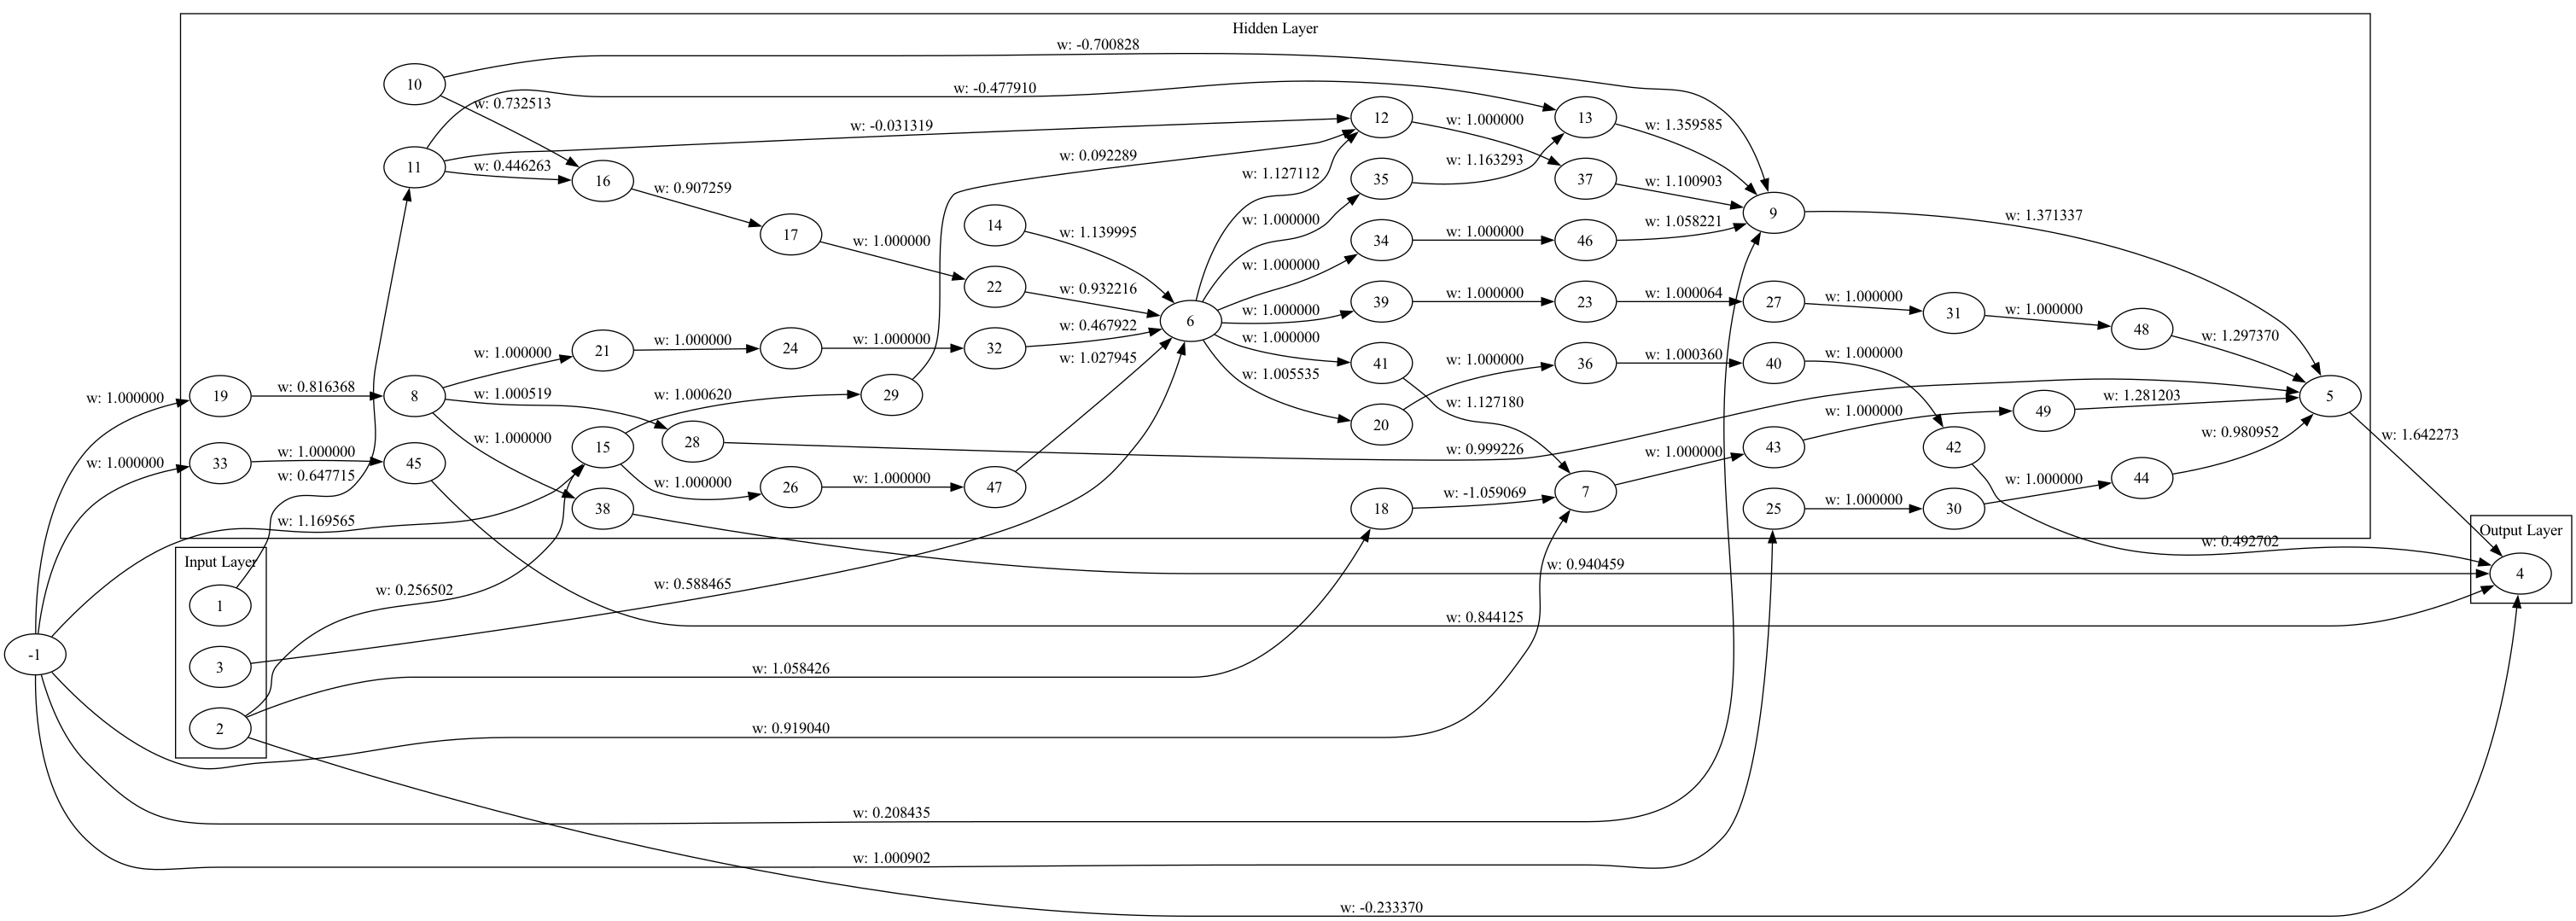 Hidden Layer
w: -0.700828
10
w: -0.477910
w: 0.732513
12
13
w: 1.000000
w: 1.359585
w: -0.031319
w: 0.092289
11
w: 0.446263
16
w: 0.907259
w: 1.127112
35
w: 1.163293
37
w: 1.100903
9
w: 1.371337
17
w: 1.000000
14
w: 1.139995
w: 1.000000
34
w: 1.000000
46
w: 1.058221
w: 1.000000
22
w: 0.932216
w: 1.000000
39
w: 1.000000
23
w: 1.000064
27
w: 1.000000
31
w: 1.000000
48
w: 1.297370
6
w: 0.467922
w: 1.000000
21
w: 1.000000
24
w: 1.000000
32
w: 1.027945
w: 1.000000
41
w: 1.000000
36
w: 1.000360
40
w: 1.000000
w: 1.005535
w: 1.000000
19
w: 0.816368
8
w: 1.000519
w: 1.000620
29
w: 1.127180
20
w: 1.000000
49
w: 1.281203
5
w: 1.642273
w: 1.000000
28
w: 0.999226
w: 1.000000
43
42
w: 0.980952
15
w: 1.000000
33
w: 1.000000
45
w: 0.647715
w: 1.000000
26
w: 1.000000
47
w: -1.059069
7
w: 1.000000
44
38
18
25
w: 1.000000
30
w: 1.169565
Output Layer
w: 0.492702
Input Layer
w: 0.940459
4
w: 0.588465
w: 0.256502
1
w: 0.844125
-1
3
w: 1.058426
2
w: 0.919040
w: 0.208435
w: 1.000902
w: -0.233370